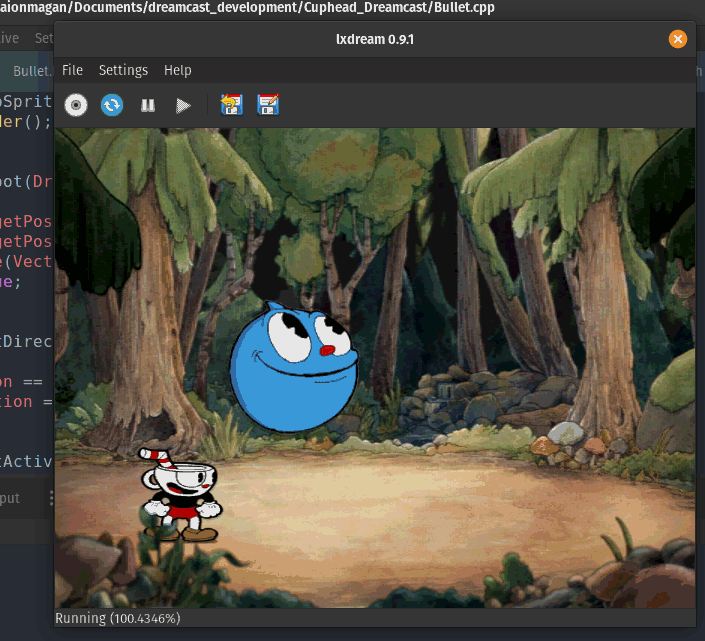 aionmagan/Documents/dreamcast_development/Cuphead_Dreamcast/Bullet.cpp
lxdream 0.9.1
File Settings Help
ive Set
Bullet.
oSprit
der();
oot(Dr
getPos
getPos
e(Vect
ue;
tDirec
on ==
tion =
tActiv
put
Running (100.4346%)